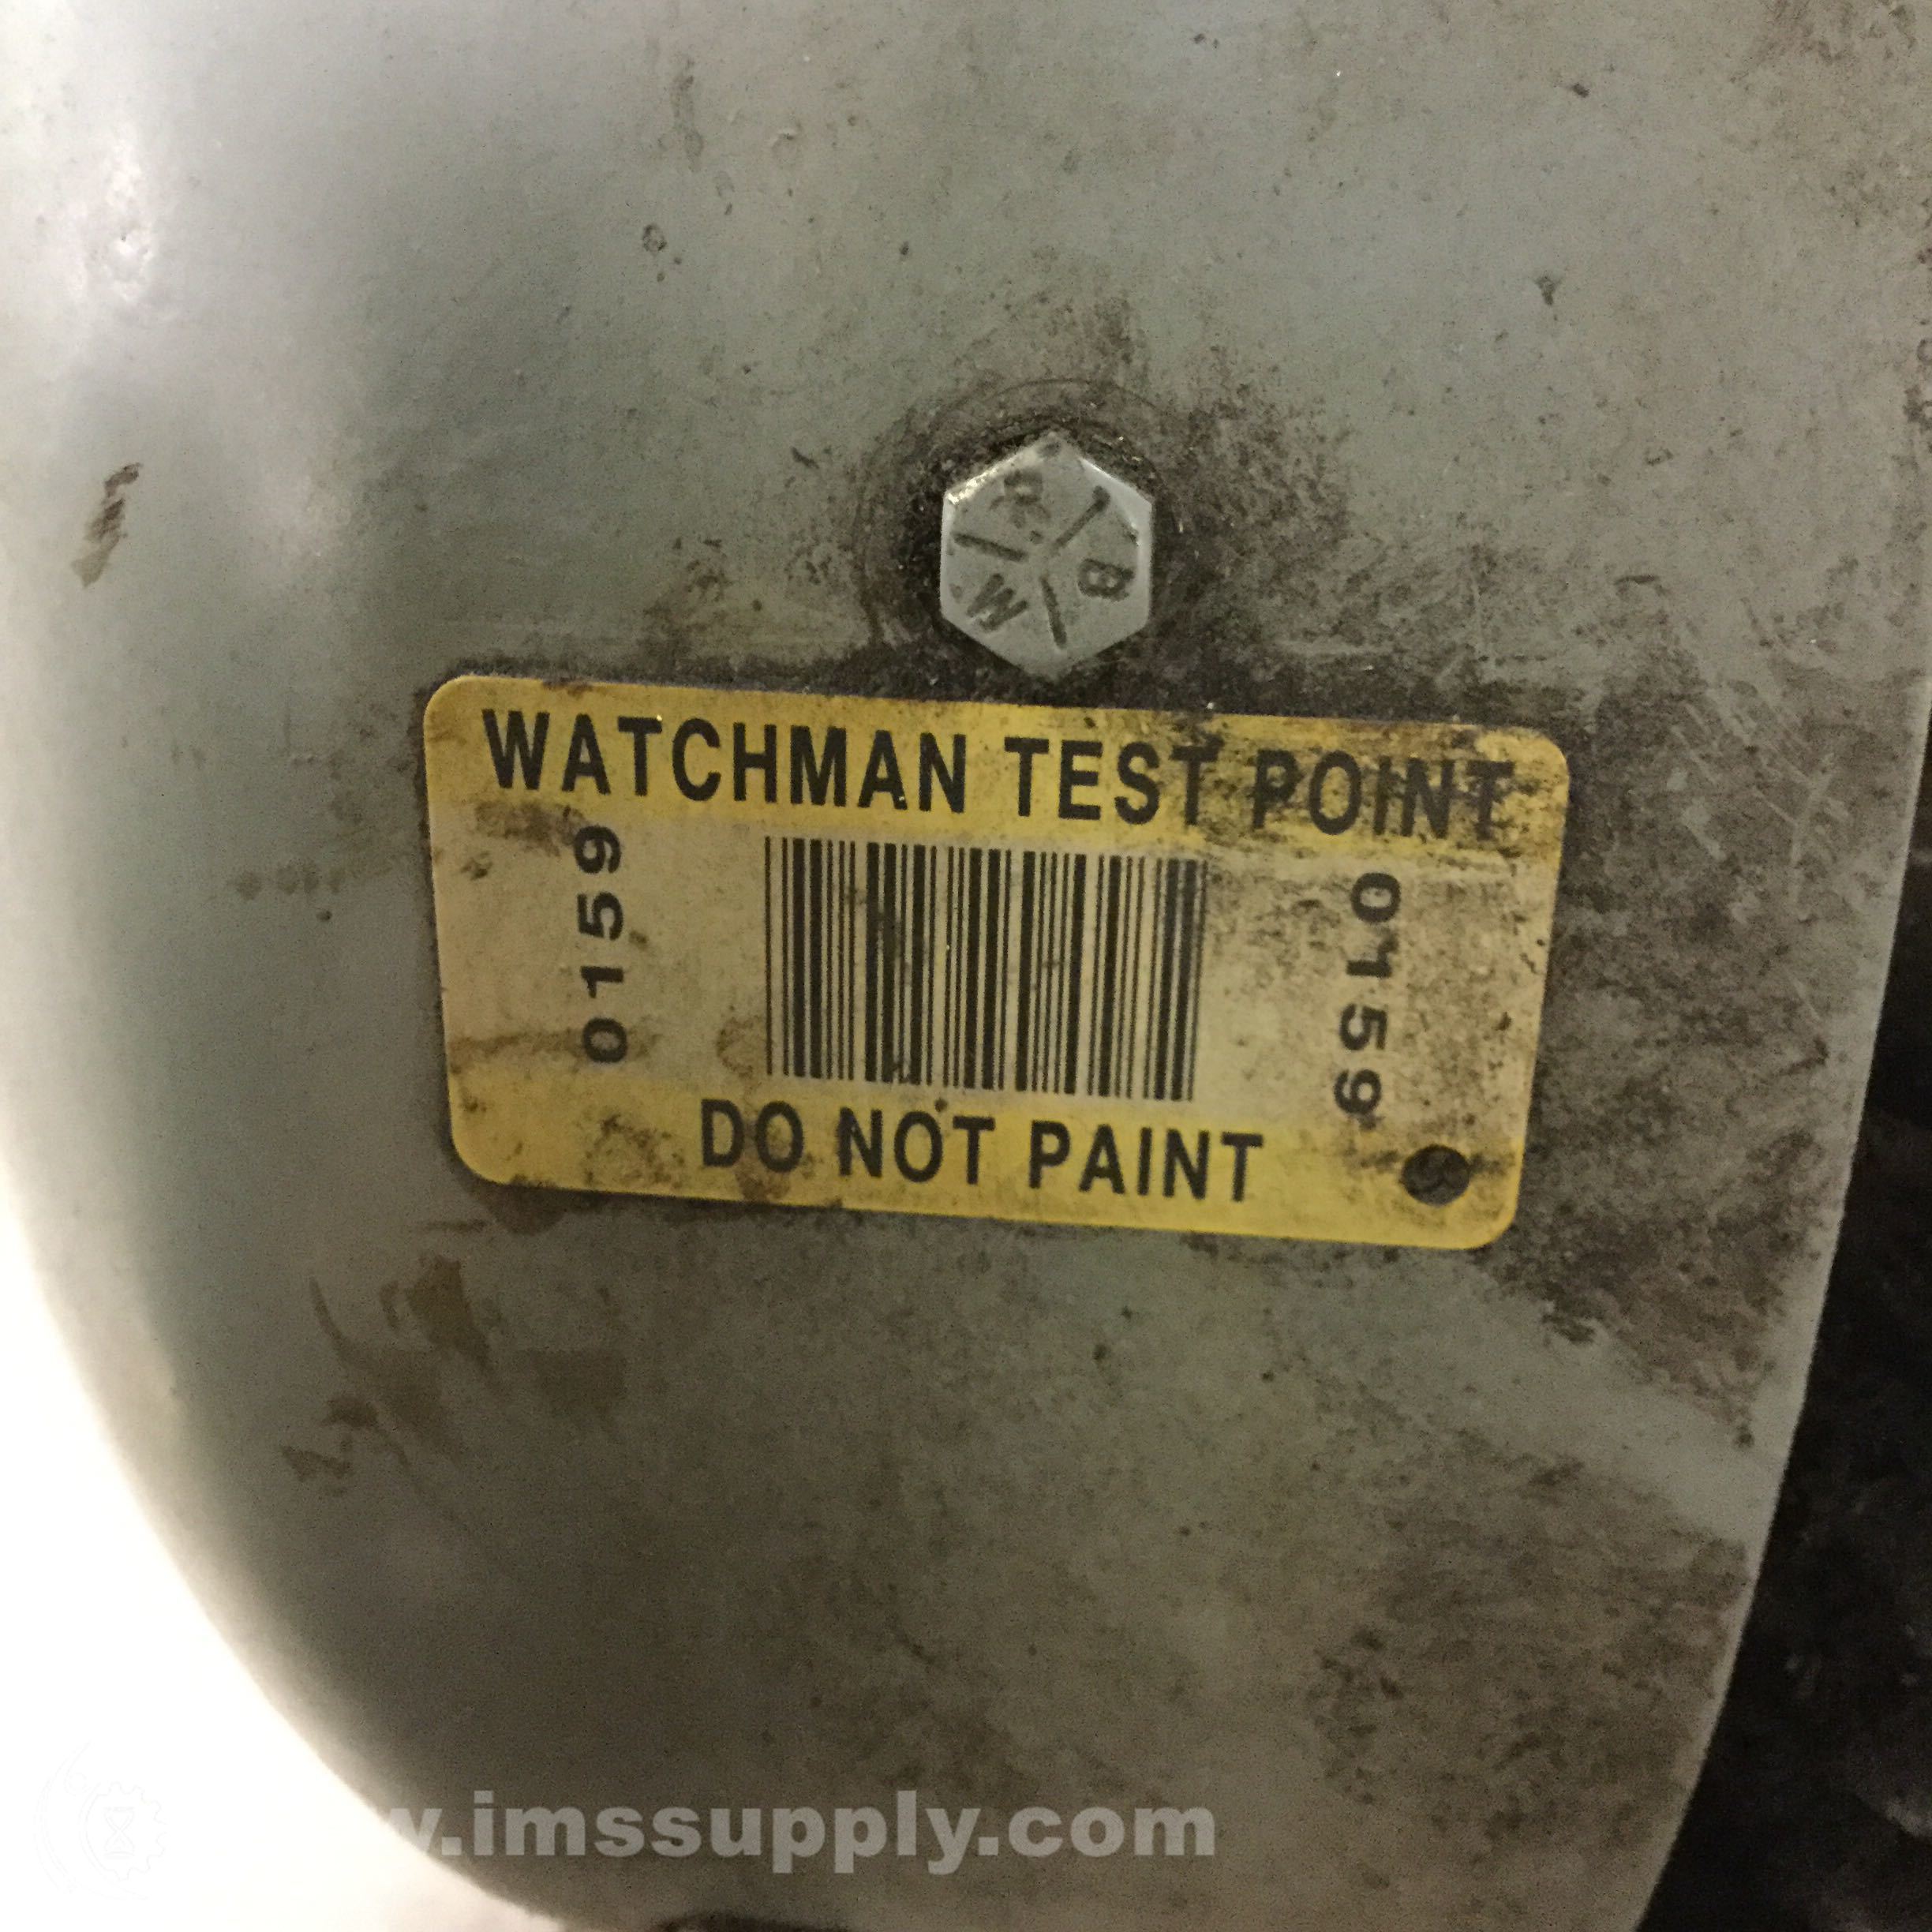 WATCHMAN TEST POINT
0159
0159
DO NOT PAINT
w.imssupply.com